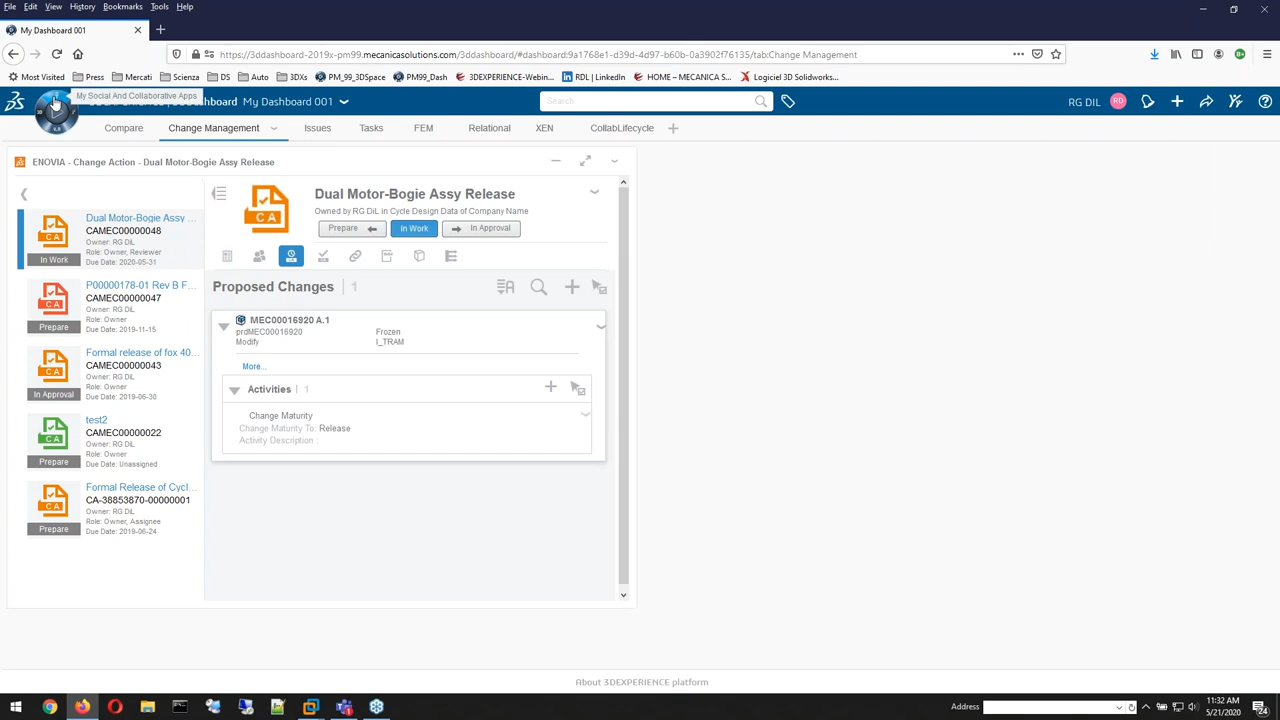 File Edit View History Bookmarks Tools Help
My Dashboard 001
https://3ddashboard-2019x-pm99.mecanicasolutions.com/3ddashboard/#dashboard:9a1768e1-d39d-4d97-b60b-0a3902f76135/tab:Change Management
Most Visited Press Mercati Scienza DS Auto 3DXs PM_99_3DSpace PM99_Dash 3DEXPERIENCE-Webin... RDL | LinkedIn HOME – MECANICA S... Logiciel 3D Solidworks...
My Social And Collaborative Apps
My Dashboard 001 Search RG DIL RD
Compare Change Management Issues Tasks FEM Relational XEN CollabLifecycle
ENOVIA - Change Action - Dual Motor-Bogie Assy Release
Dual Motor-Bogie Assy ...
CAMEC00000048
Owner: RG DiL
Role: Owner, Reviewer
In Work
Due Date: 2020-05-31
P00000178-01 Rev B F...
CAMEC00000047
Owner: RG DiL
Role: Owner
Prepare
Due Date: 2019-11-15
Formal release of fox 40...
CAMEC00000043
Owner: RG DiL
Role: Owner
In Approval
Due Date: 2019-06-30
test2
CAMEC00000022
Owner: RG DiL
Role: Owner
Prepare
Due Date: Unassigned
Formal Release of Cycl...
CA-38853870-00000001
Owner: RG DiL
Role: Owner, Assignee
Prepare
Due Date: 2019-06-24
CA
Dual Motor-Bogie Assy Release
Owned by RG DiL in Cycle Design Data of Company Name
Prepare In Work In Approval
Proposed Changes 1
MEC00016920 A.1
prdMEC00016920 Frozen
Modify I_TRAM
More...
Activities 1
Change Maturity
Change Maturity To: Release
Activity Description :
About 3DEXPERIENCE platform
Address
11:32 AM
5/21/2020
24